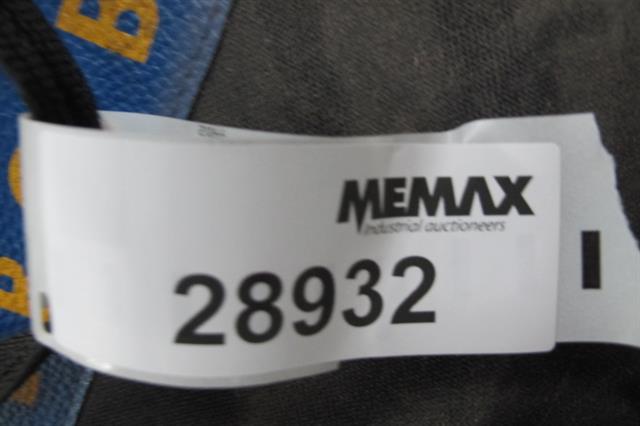 B
MEMAX
Industrial auctioneers
28932